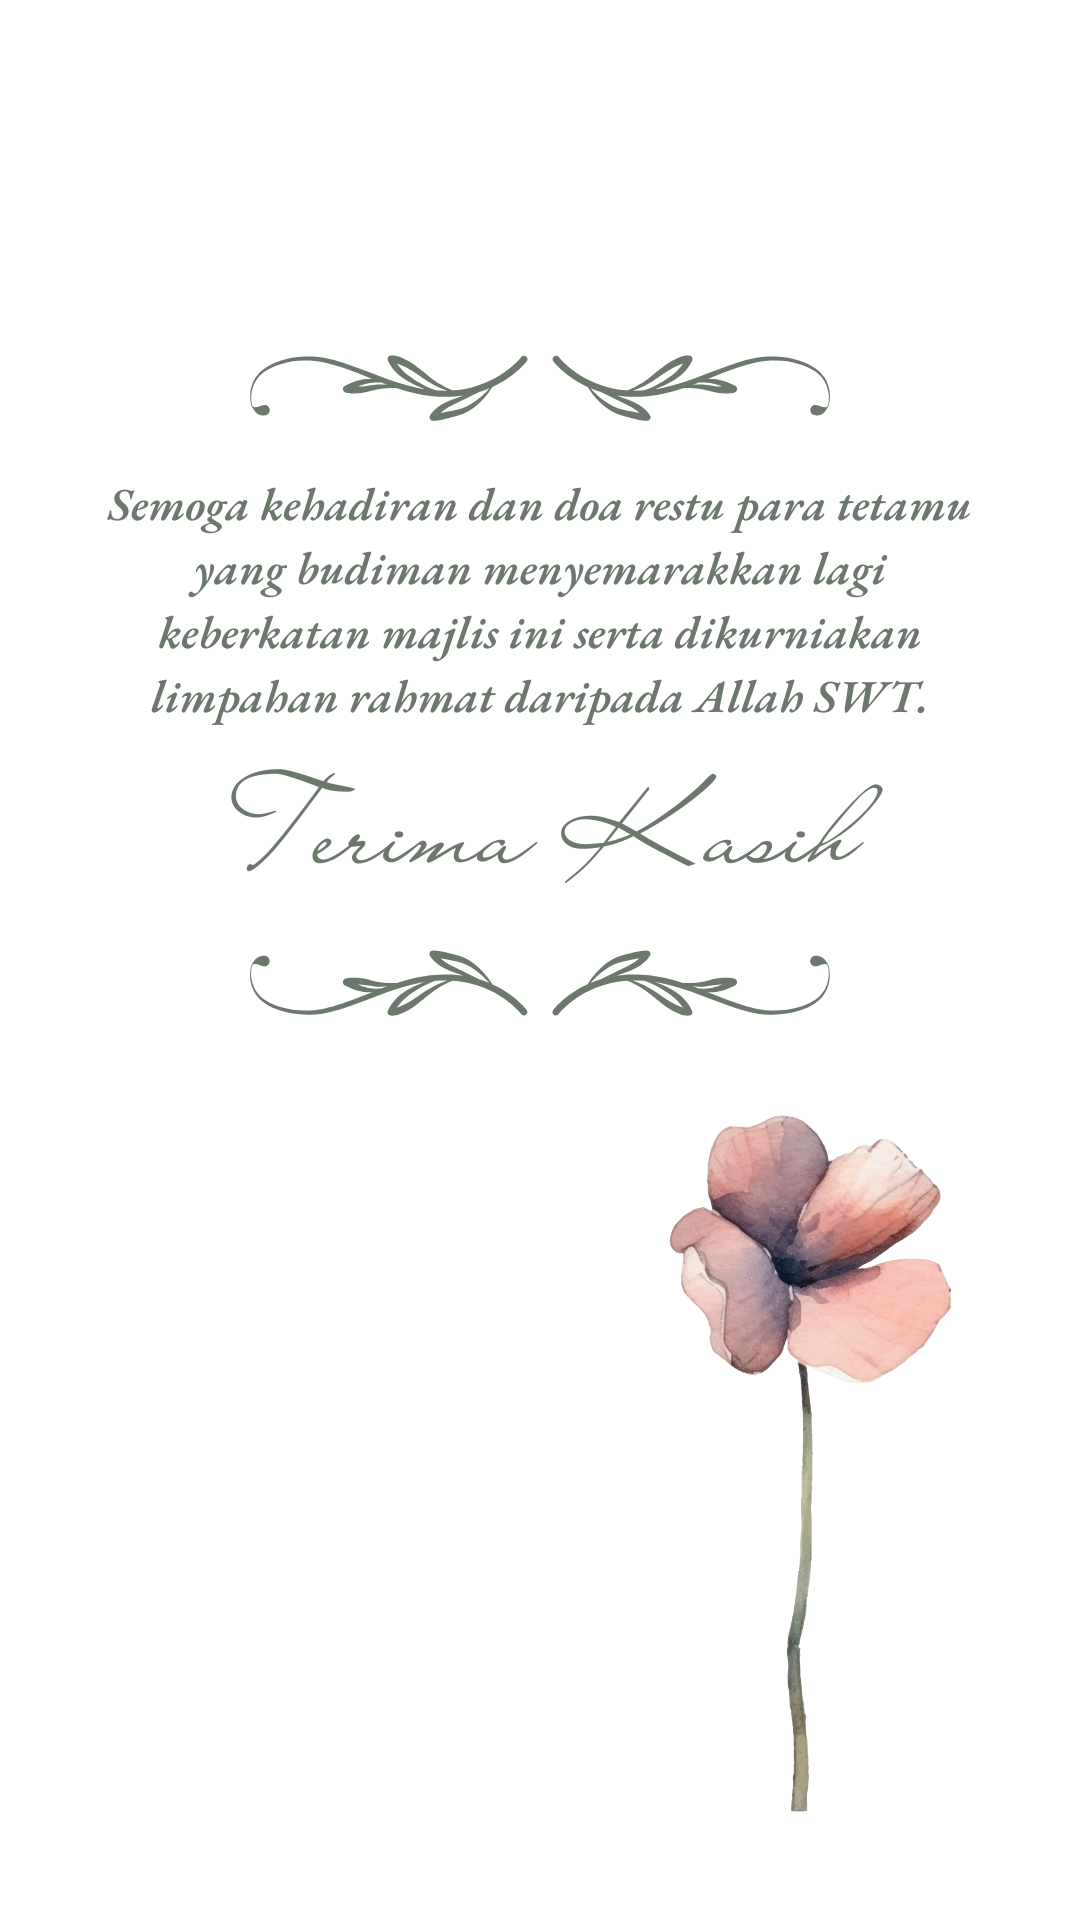 Semoga kehadiran dan doa restu para tetamu
yang budiman menyemarakkan lagi
keberkatan majlis ini serta dikurniakan
limpahan rahmat daripada Allah SWT.
Terima Kasih